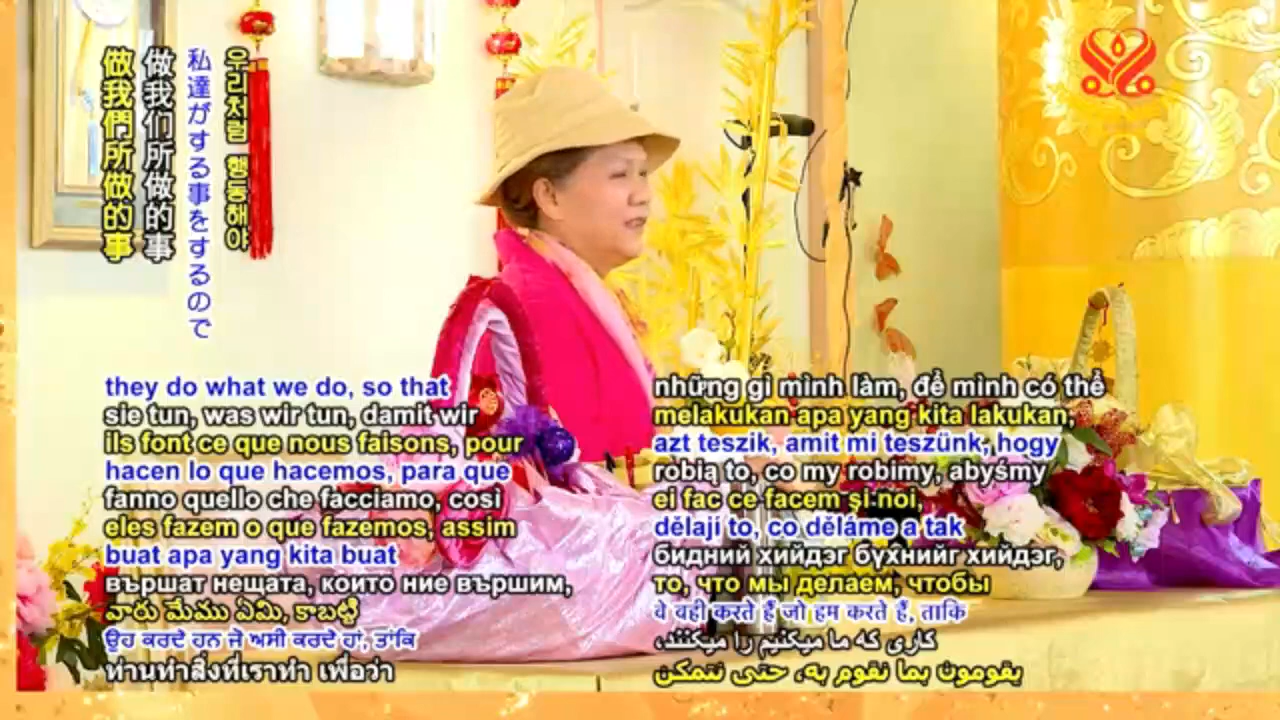 做我們所做的事
做我们所做的事
私達がする事をするので
우리처럼 행동해야
they do what we do, so that
sie tun, was wir tun, damit wir
ils font ce que nous faisons, pour
hacen lo que hacemos, para que
fanno quello che facciamo, così
eles fazem o que fazemos, assim
buat apa yang kita buat
вършат нещата, които ние вършим,
వారు మేము ఏమి, కాబట్టి
ਉਹ ਕਰਦੇ ਹਨ ਜੋ ਅਸੀ ਕਰਦੇ ਹਾਂ, ਤਾਂਕਿ
ท่านทำสิ่งที่เราทำ เพื่อว่า
những gì mình làm, để mình có thể
melakukan apa yang kita lakukan,
azt teszik, amit mi teszünk, hogy
robią to, co my robimy, abyśmy
ei fac ce facem şi noi,
dělají to, co děláme a tak
бидний хийдэг бүхнийг хийдэг,
то, что мы делаем, чтобы
वे वही करते हैं जो हम करते हैं, ताकि
کاری که ما میکنیم را میکنند،
يقومون بما نقوم به، حتى نتمكن